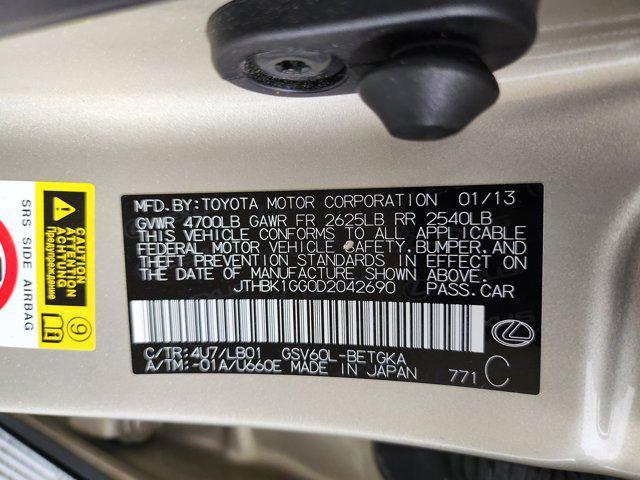 MFD.BY:TOYOTA MOTOR CORPORATION 01/13
GVWR 4700LB GAWR FR 2625LB RR 2540LB
THIS VEHICLE CONFORMS TO ALL APPLICABLE
FEDERAL MOTOR VEHICLE SAFETY, BUMPER, AND
THEFT PREVENTION STANDARDS IN EFFECT ON
THE DATE OF MANUFACTURE SHOWN ABOVE.
JTHBK1GG0D2042690 PASS.CAR
C/TR:4U7/LB01 GSV60L-BETGKA
A/TM:-01A/U660E MADE IN JAPAN 771 C
SRS SIDE AIRBAG
CAUTION
ATTENTION
ACHTUNG
Предупреждение
9